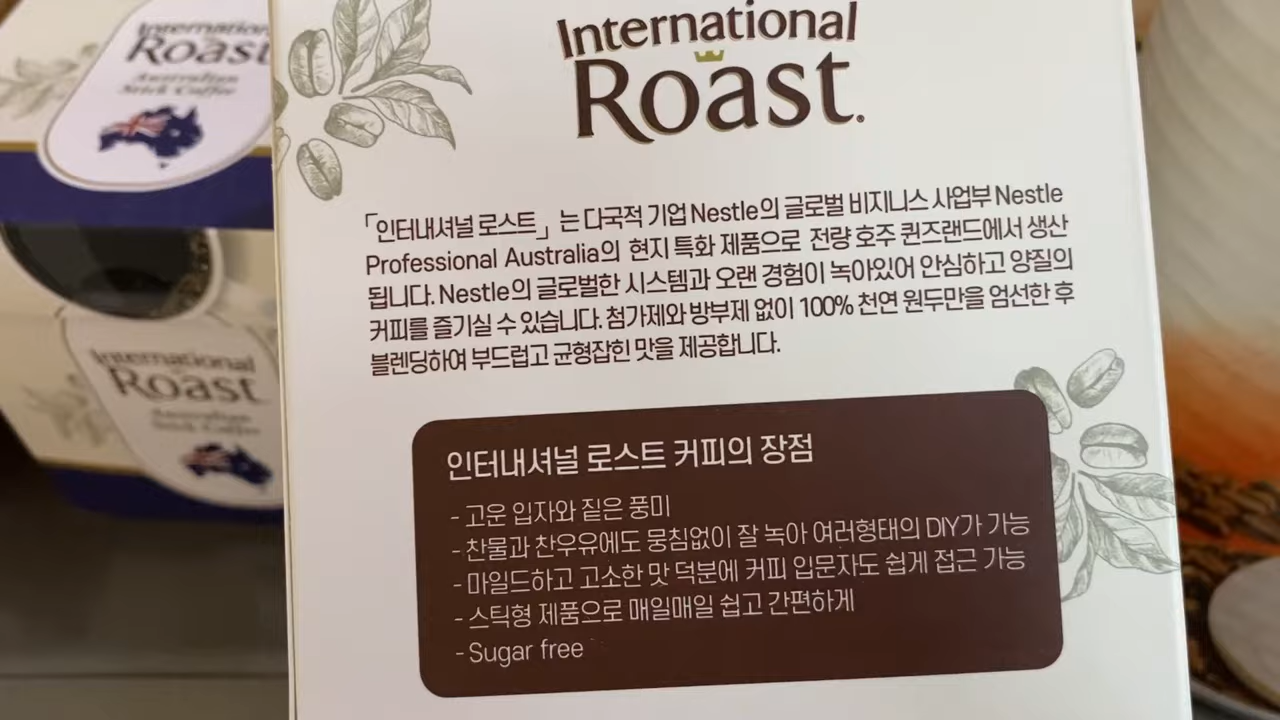 International
Roast
Australian
Stick Coffee
International
Roast
Australian
Stick Coffee
International
Roast.
「인터내셔널 로스트」 는 다국적 기업 Nestle의 글로벌 비지니스 사업부 Nestle
Professional Australia의 현지 특화 제품으로 전량 호주 퀸즈랜드에서 생산
됩니다. Nestle의 글로벌한 시스템과 오랜 경험이 녹아있어 안심하고 양질의
커피를 즐기실 수 있습니다. 첨가제와 방부제 없이 100% 천연 원두만을 엄선한 후
블렌딩하여 부드럽고 균형잡힌 맛을 제공합니다.
인터내셔널 로스트 커피의 장점
- 고운 입자와 짙은 풍미
- 찬물과 찬우유에도 뭉침없이 잘 녹아 여러형태의 DIY가 가능
- 마일드하고 고소한 맛 덕분에 커피 입문자도 쉽게 접근 가능
- 스틱형 제품으로 매일매일 쉽고 간편하게
- Sugar free